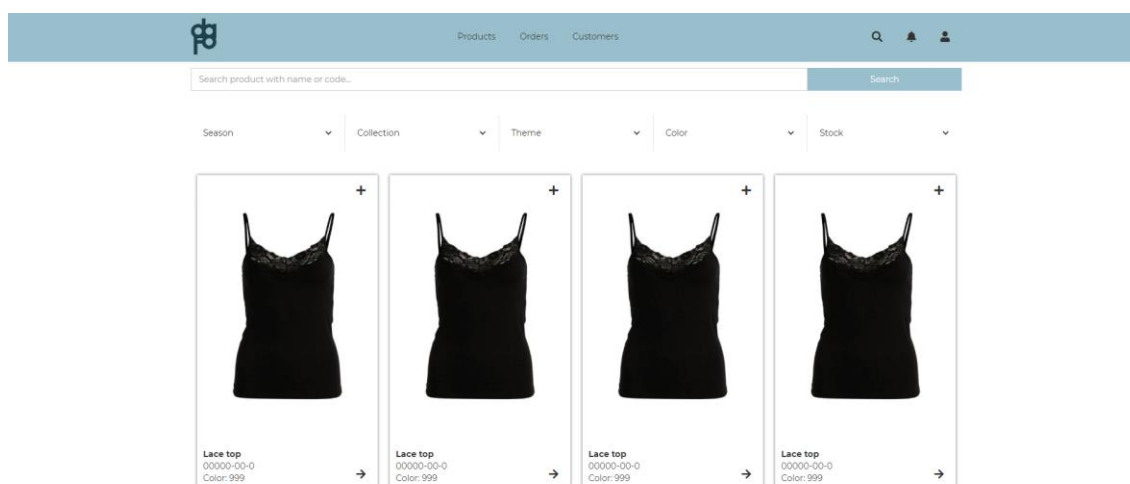 Products Orders Customers
Search product with name or code...
Search
Season Collection Theme Color Stock
Lace top Lace top Lace top Lace top
00000-00-0 00000-00-0 00000-00-0 00000-00-0
Color: 999 Color: 999 Color: 999 Color: 999